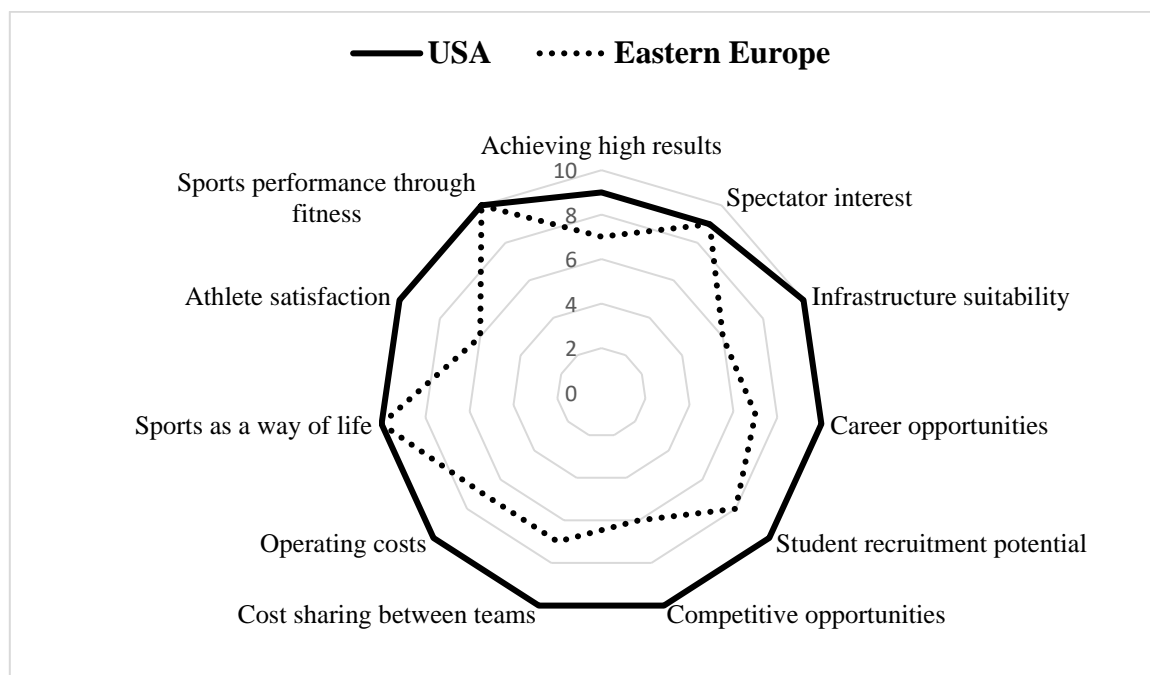 USA Eastern Europe
Achieving high results
10
Sports performance through
fitness
Spectator interest
8
6
Athlete satisfaction
Infrastructure suitability
4
2
0
Sports as a way of life
Career opportunities
Operating costs
Student recruitment potential
Cost sharing between teams
Competitive opportunities